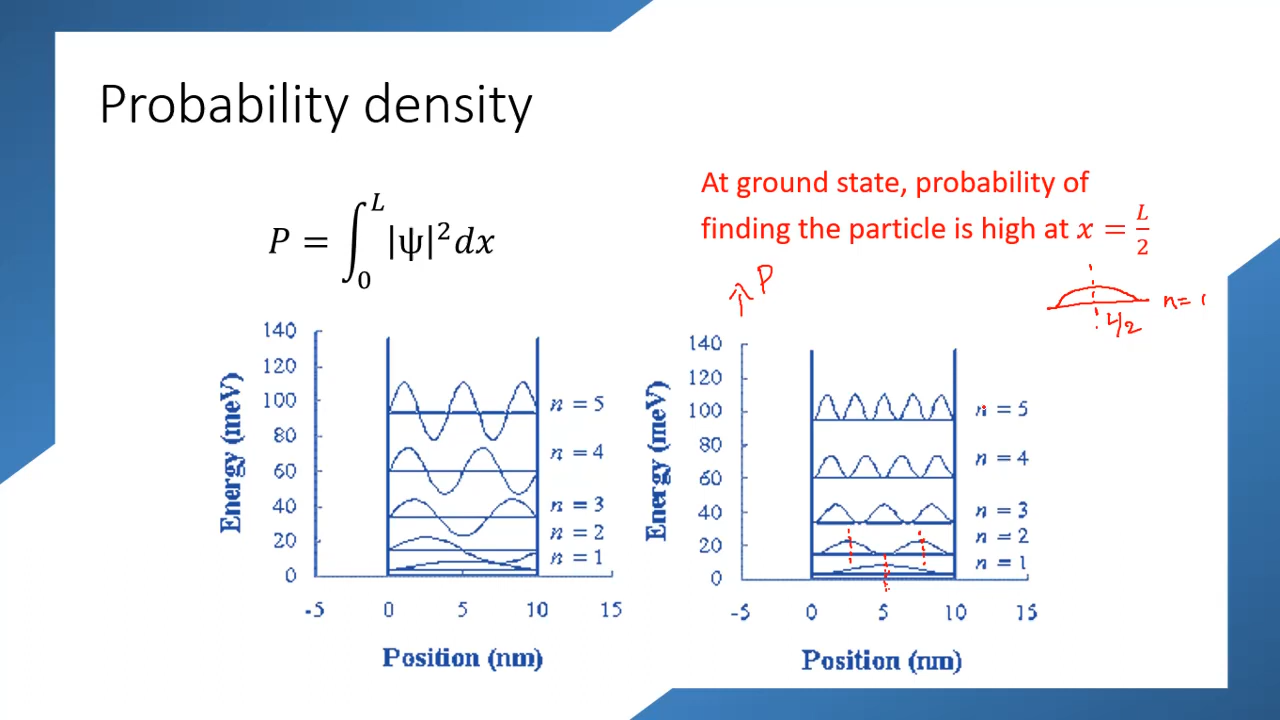 Probability density
P = ∫₀ᴸ |ψ|² dx
At ground state, probability of
finding the particle is high at x = L/2
↑ P
n = 1
L/2
140
120
100
80
60
40
20
0
Energy (meV)
n = 5
n = 4
n = 3
n = 2
n = 1
-5 0 5 10 15
Position (nm)
140
120
100
80
60
40
20
0
Energy (meV)
n = 5
n = 4
n = 3
n = 2
n = 1
-5 0 5 10 15
Position (nm)